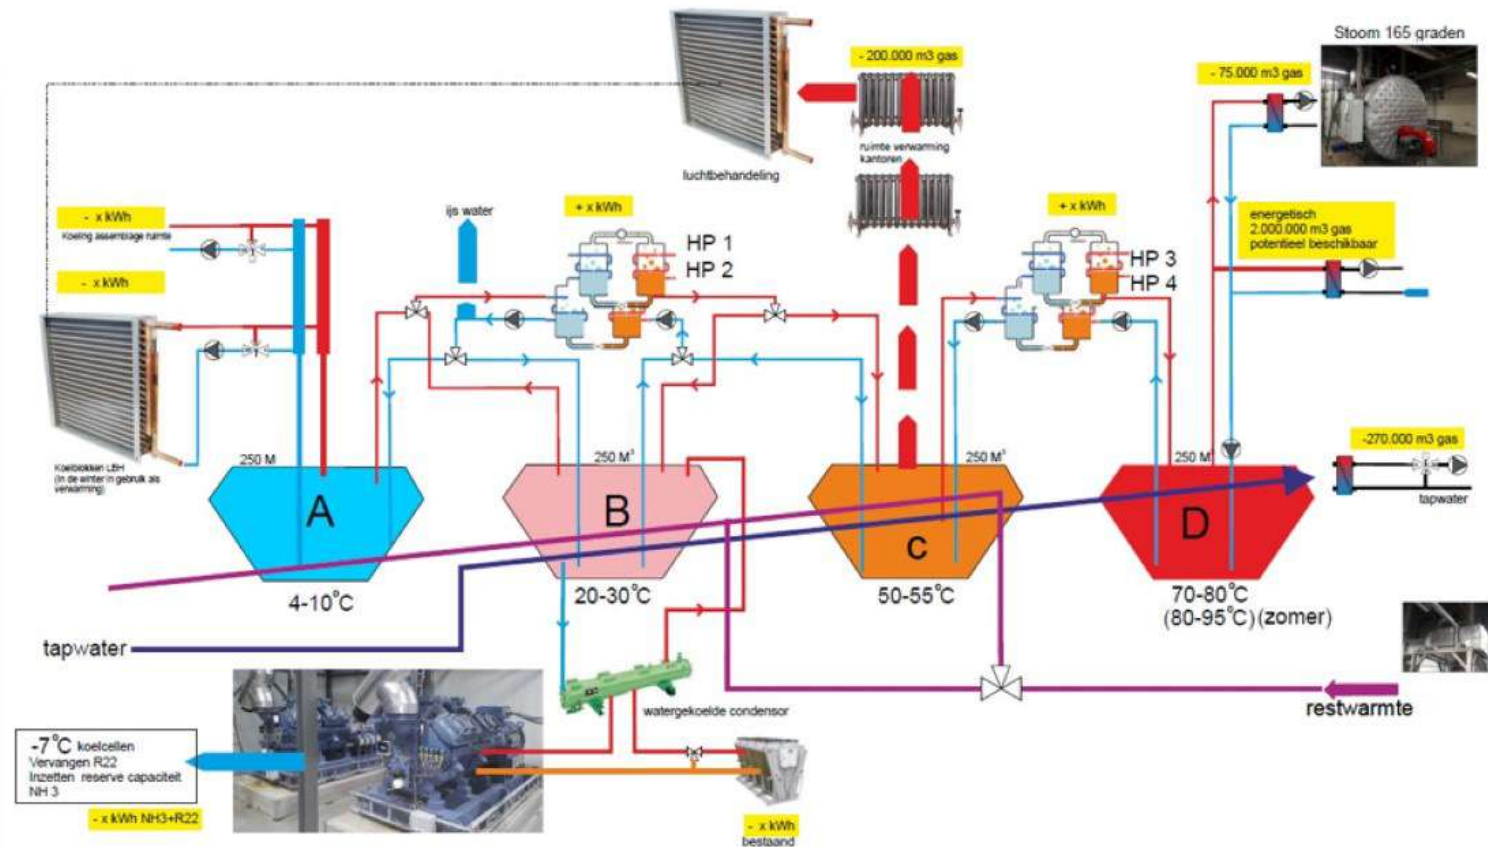 Stoom 165 graden
- 200.000 m3 gas
- 75.000 m3 gas
ruimte verwarming
kantoren
luchtbehandeling
- x kWh
Koeling assemblage ruimte
ijs water
+ x kWh
HP 1
HP 2
+ x kWh
HP 3
HP 4
energetisch
2.000.000 m3 gas
potentieel beschikbaar
- x kWh
Koelblokken LBH
(In de winter in gebruik als
verwarming)
250 M
250 M³
250 M³
250 M³
-270.000 m3 gas
tapwater
A
B
c
D
4-10°C
20-30°C
50-55°C
70-80°C
(80-95°C) (zomer)
tapwater
watergekoelde condensor
restwarmte
-7°C koelcellen
Vervangen R22
Inzetten reserve capaciteit
NH 3
- x kWh NH3+R22
- x kWh
bestaand